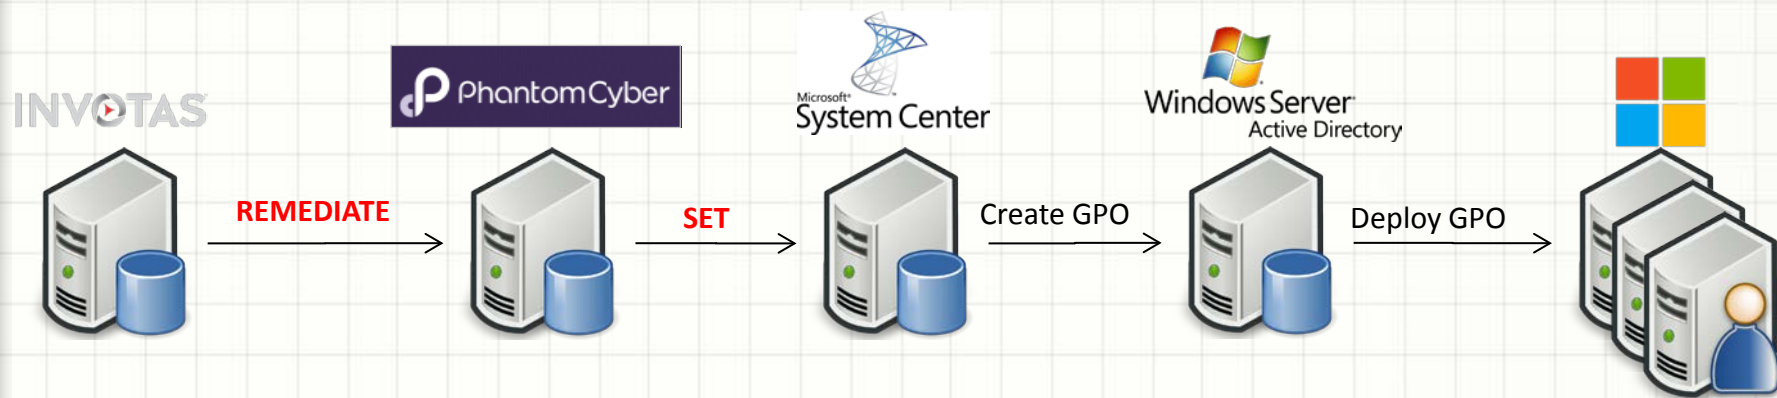 INVOTAS
PhantomCyber
Microsoft®
System Center
Windows Server
Active Directory
REMEDIATE
SET
Create GPO
Deploy GPO